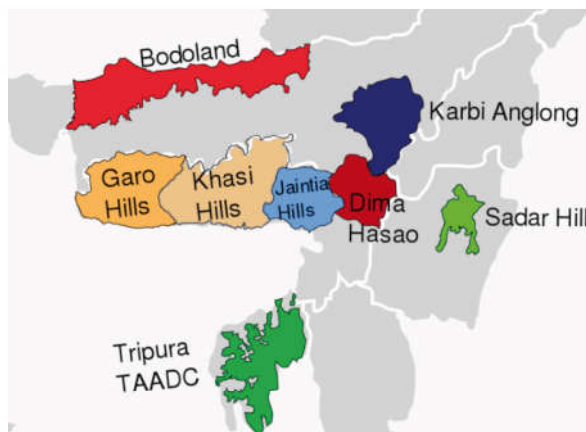 Bodoland
Karbi Anglong
Garo
Hills
Khasi
Hills
Jaintia
Hills
Dima
Hasao
Sadar Hill
Tripura
TAADC